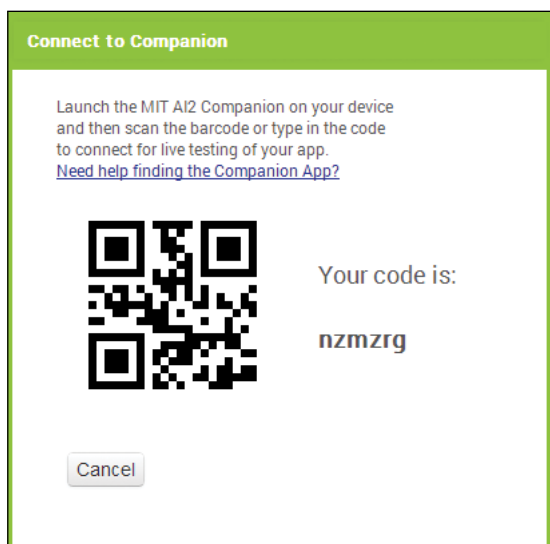 Connect to Companion
Launch the MIT AI2 Companion on your device
and then scan the barcode or type in the code
to connect for live testing of your app.
Need help finding the Companion App?
Your code is:
nzmzrg
Cancel